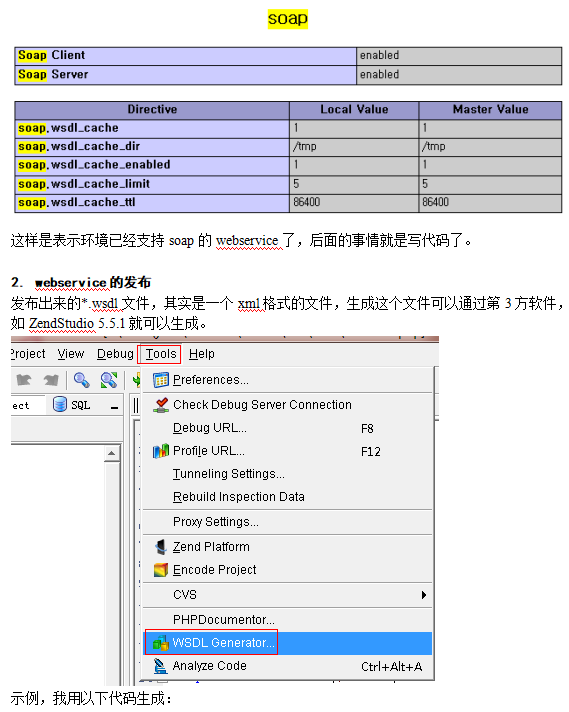 soap
Soap Client enabled
Soap Server enabled
Directive Local Value Master Value
soap.wsdl_cache 1 1
soap.wsdl_cache_dir /tmp /tmp
soap.wsdl_cache_enabled 1 1
soap.wsdl_cache_limit 5 5
soap.wsdl_cache_ttl 86400 86400
这样是表示环境已经支持 soap 的 webservice 了，后面的事情就是写代码了。
2. webservice 的发布
发布出来的*.wsdl 文件，其实是一个 xml 格式的文件，生成这个文件可以通过第 3 方软件，
如 ZendStudio 5.5.1 就可以生成。
Project View Debug Tools Help
ect SQL
Preferences...
Check Debug Server Connection
Debug URL... F8
Profile URL... F12
Tunneling Settings...
Rebuild Inspection Data
Proxy Settings...
Zend Platform
Encode Project
CVS
PHPDocumentor...
WSDL Generator...
Analyze Code Ctrl+Alt+A
示例，我用以下代码生成：